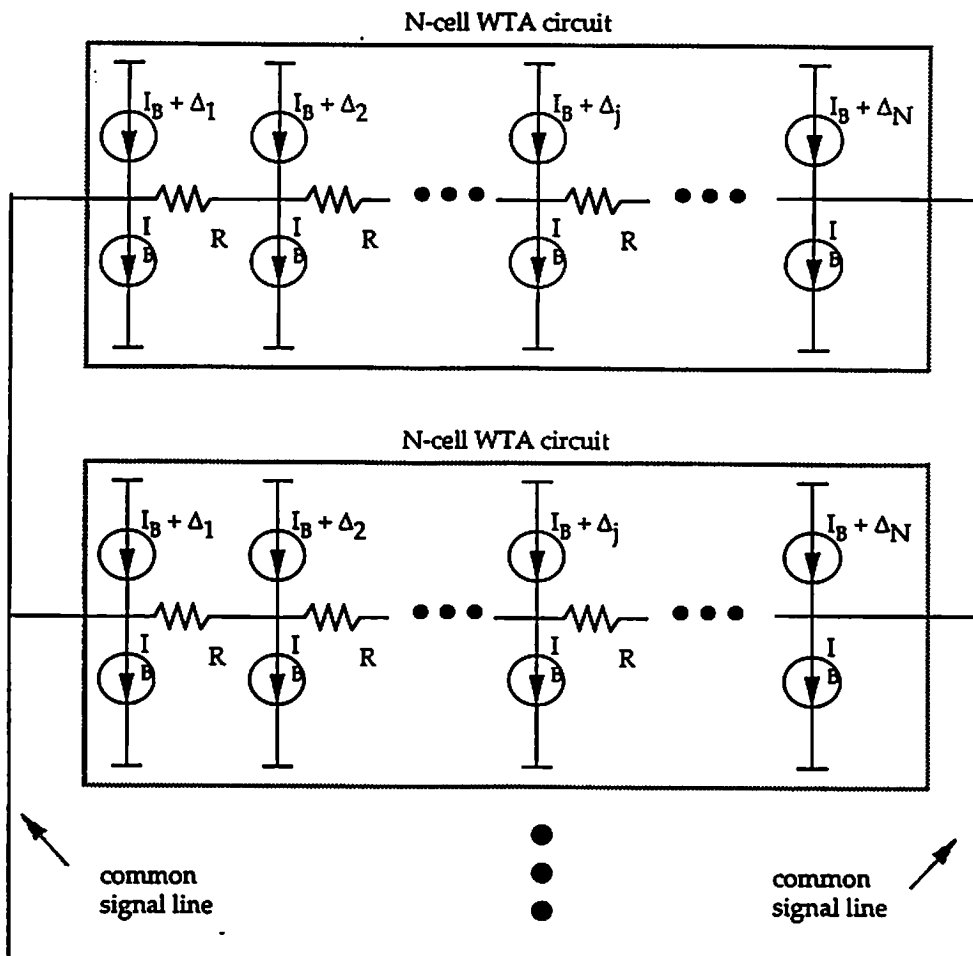 N-cell WTA circuit
I_B + Δ_1 I_B + Δ_2 I_B + Δ_j I_B + Δ_N
I_B I_B I_B I_B
R R R
N-cell WTA circuit
I_B + Δ_1 I_B + Δ_2 I_B + Δ_j I_B + Δ_N
I_B I_B I_B I_B
R R R
common
signal line
common
signal line